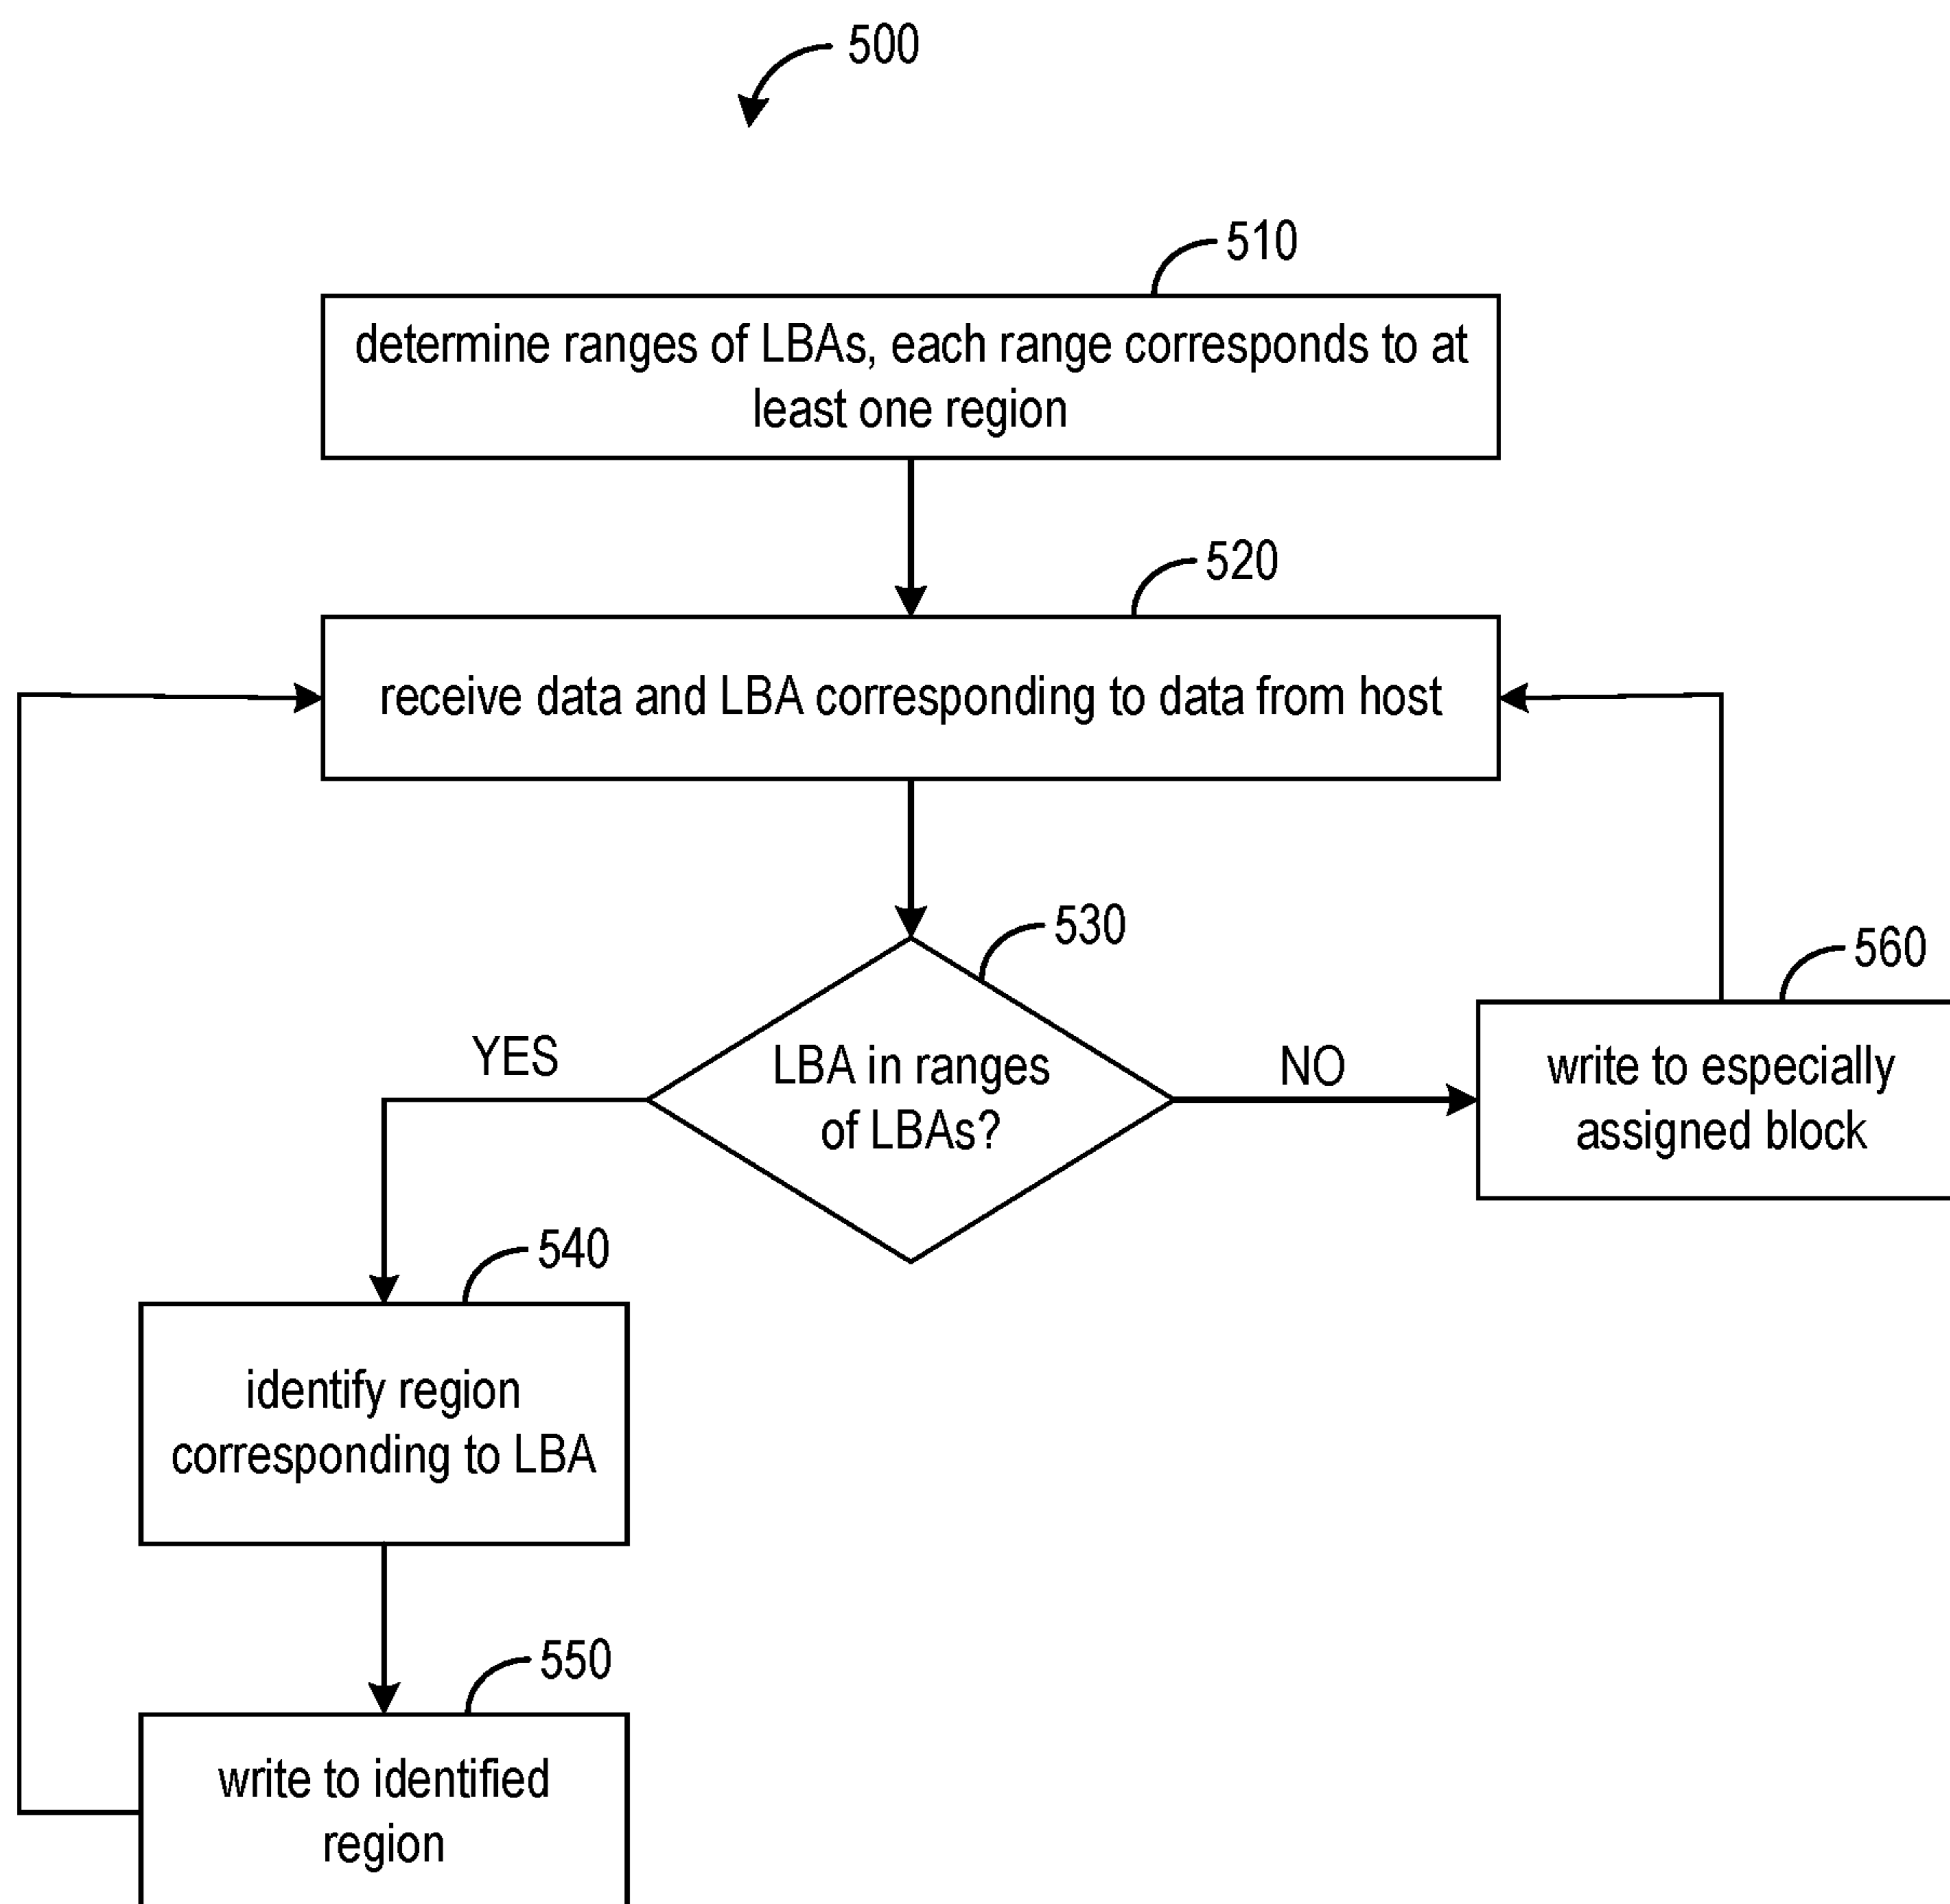 500
510
determine ranges of LBAs, each range corresponds to at
least one region
520
receive data and LBA corresponding to data from host
530
560
YES
LBA in ranges
of LBAs?
NO
write to especially
assigned block
540
identify region
corresponding to LBA
550
write to identified
region